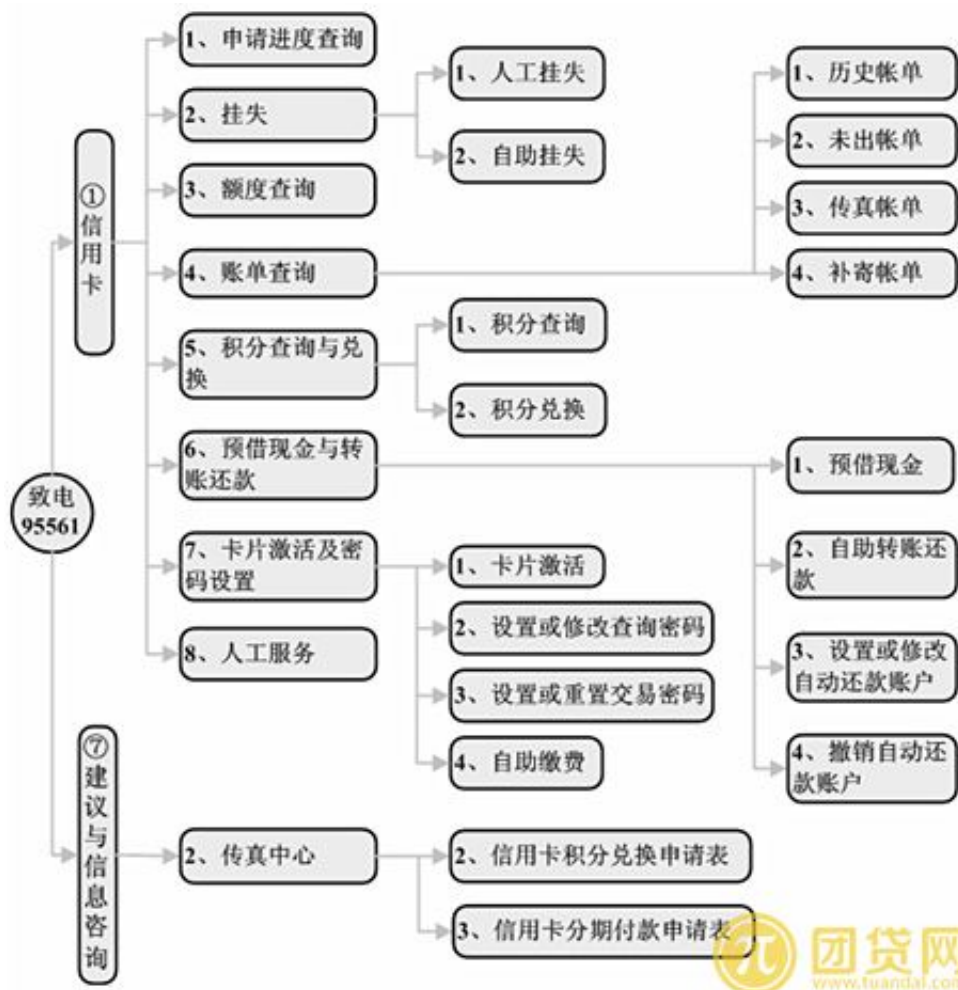 致电
95561
①信用卡
1、申请进度查询
2、挂失
1、人工挂失
2、自助挂失
3、额度查询
4、账单查询
1、历史帐单
2、未出帐单
3、传真帐单
4、补寄帐单
5、积分查询与兑
换
1、积分查询
2、积分兑换
6、预借现金与转
账还款
1、预借现金
2、自助转账还
款
3、设置或修改
自动还款账户
4、撤销自动还
款账户
7、卡片激活及密
码设置
1、卡片激活
2、设置或修改查询密码
3、设置或重置交易密码
4、自助缴费
8、人工服务
⑦建议与信息咨询
2、传真中心
2、信用卡积分兑换申请表
3、信用卡分期付款申请表
团贷网
www.tuandai.com